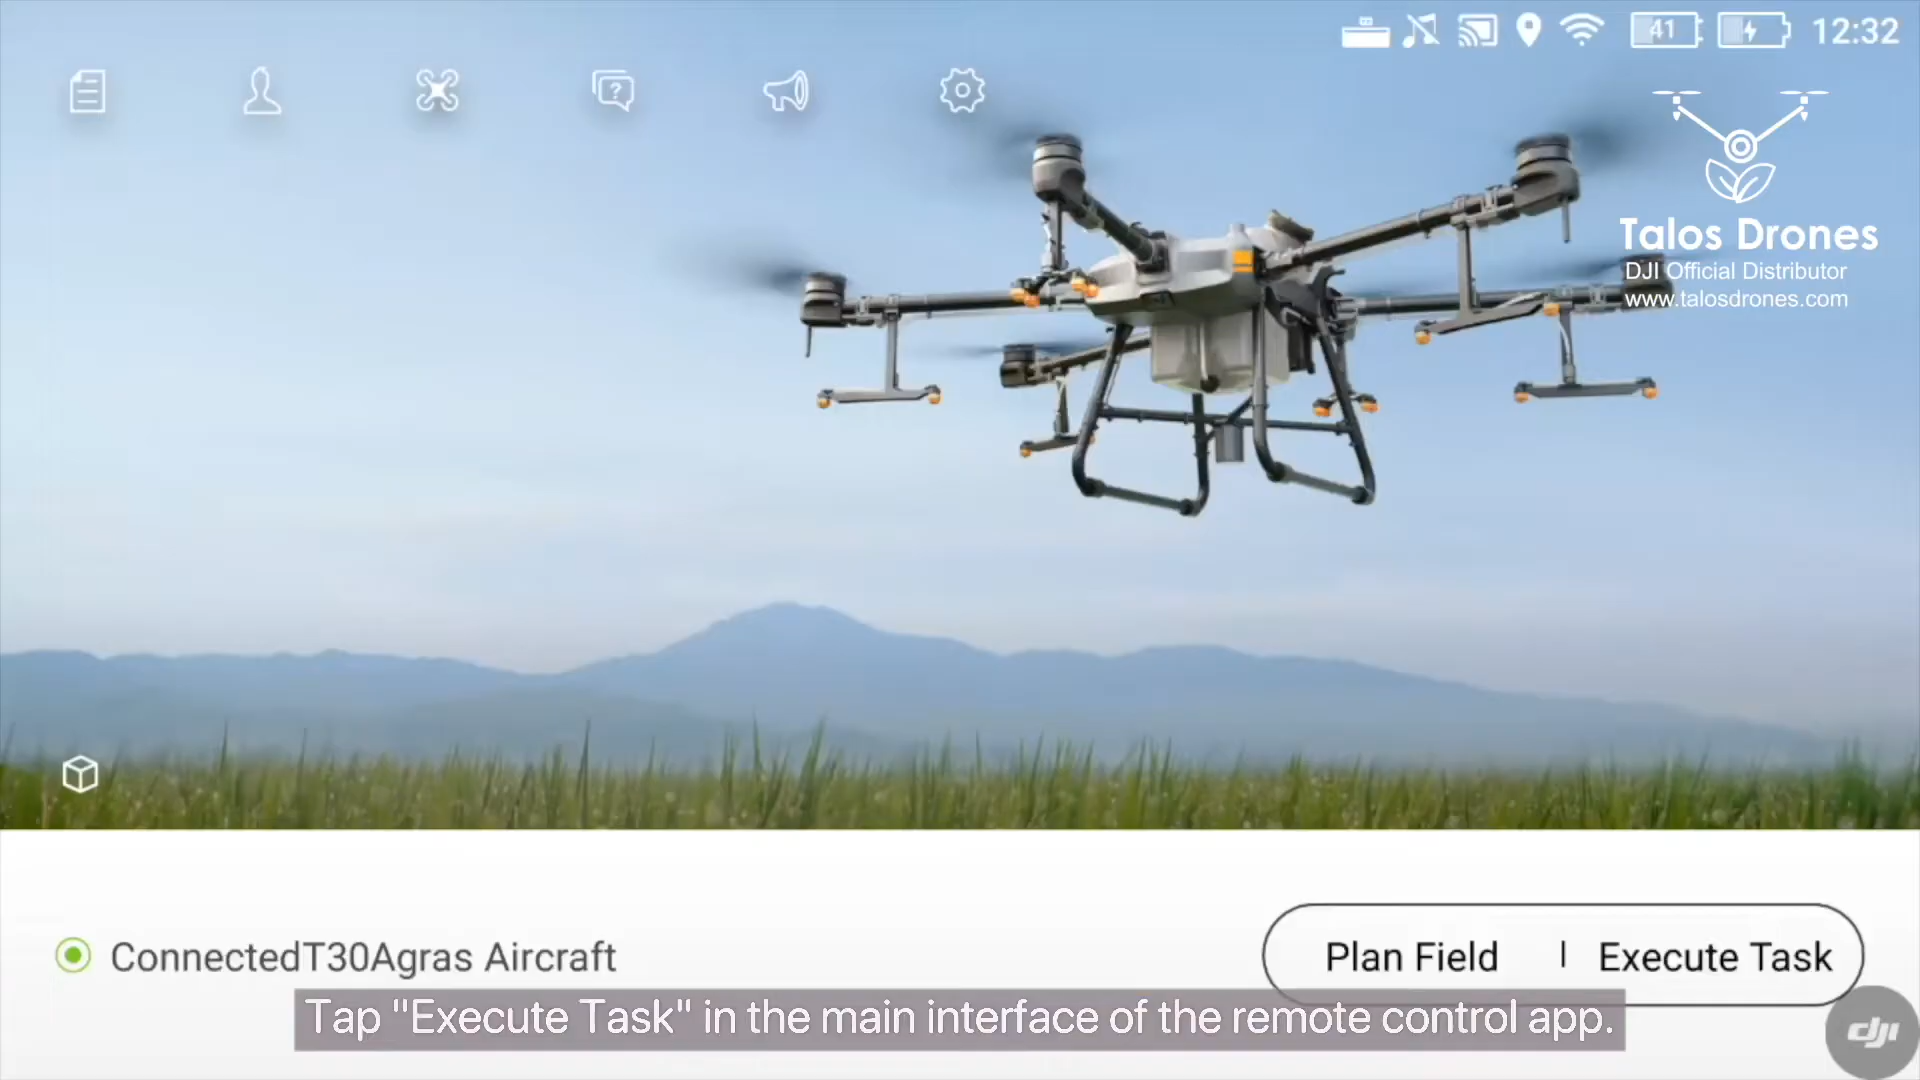 41
12:32
Talos Drones
DJI Official Distributor
www.talosdrones.com
ConnectedT30Agras Aircraft
Plan Field | Execute Task
Tap "Execute Task" in the main interface of the remote control app.
dji